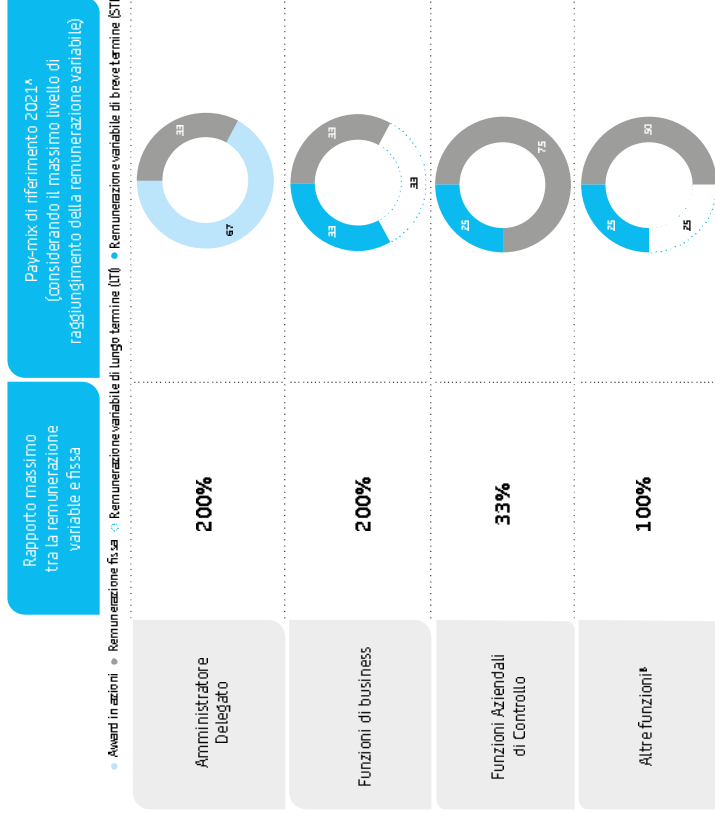 Rapporto massimo
tra la remunerazione
variable e fissa
Pay-mix di riferimento 2021ᴬ
(considerando il massimo livello di
raggiungimento della remunerazione variabile)
Award in azioni Remunerazione fissa Remunerazione variabile di lungo termine (LTI) Remunerazione variabile di breve termine (STI
Amministratore
Delegato
200%
33
67
Funzioni di business
200%
33
33
33
Funzioni Aziendali
di Controllo
33%
25
75
Altre funzioniᴮ
100%
25
50
25